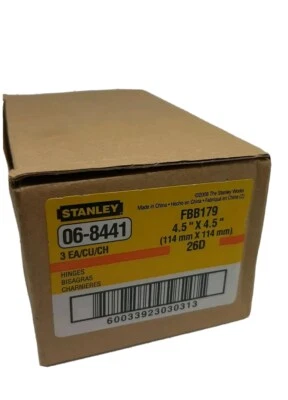 ©2008 The Stanley Works
Made in China • Hecho en China • Fabriqué en Chine
STANLEY
06-8441
3 EA/CU/CH
HINGES
BISAGRAS
CHARNIERES
FBB179
4.5" X 4.5"
(114 mm X 114 mm)
26D
60033923030313